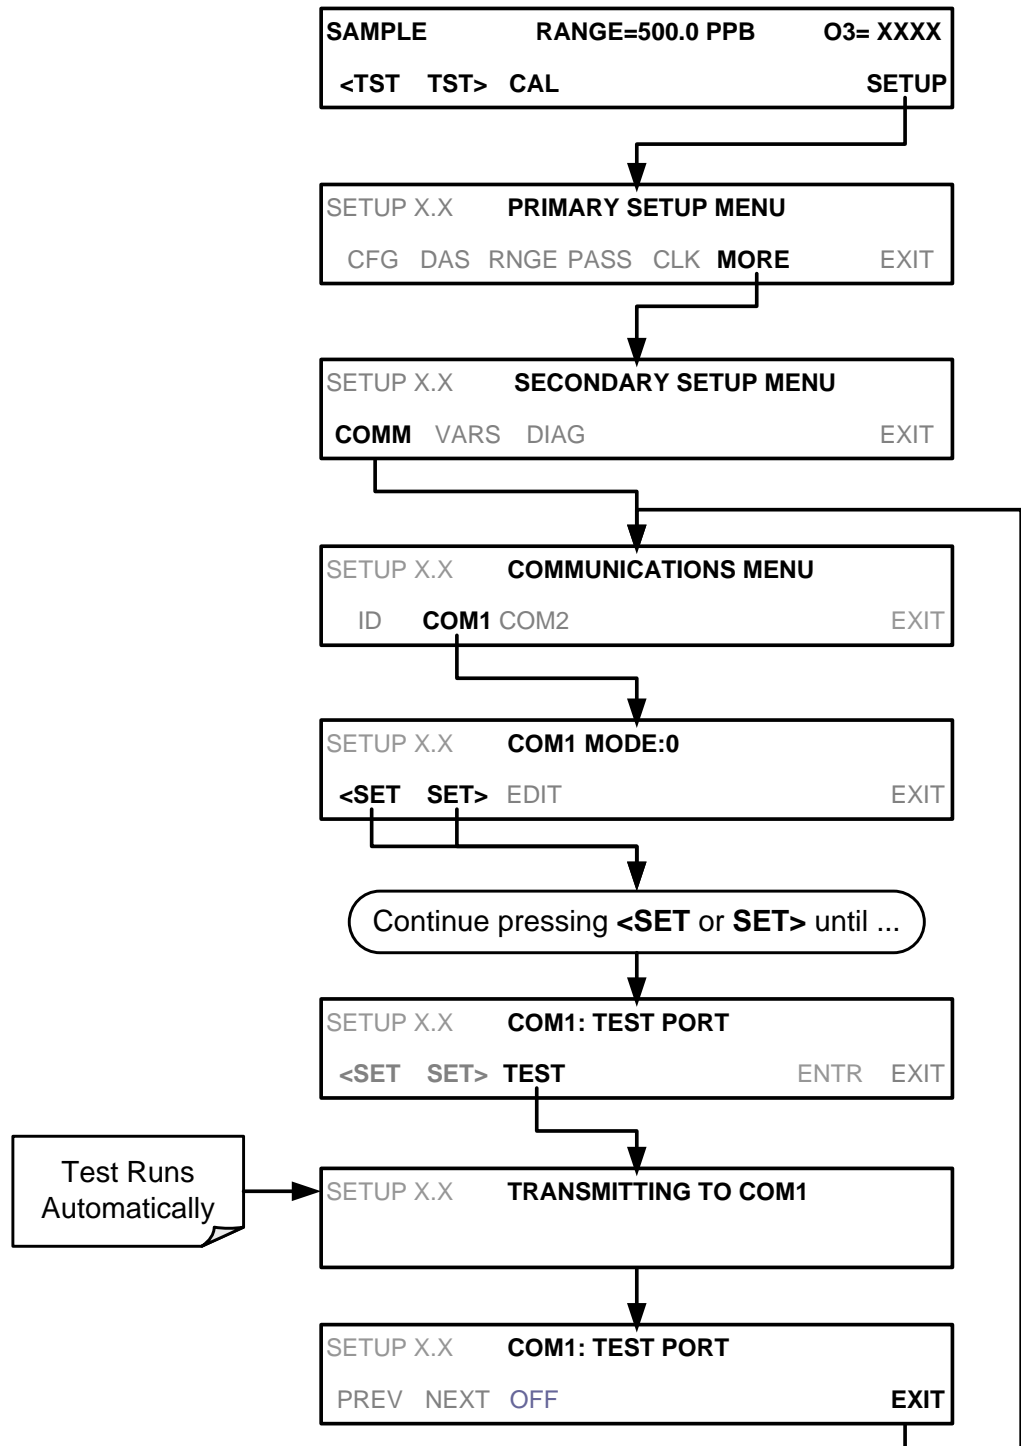 SAMPLE RANGE=500.0 PPB O3= XXXX
<TST TST> CAL SETUP
SETUP X.X PRIMARY SETUP MENU
CFG DAS RNGE PASS CLK MORE EXIT
SETUP X.X SECONDARY SETUP MENU
COMM VARS DIAG EXIT
SETUP X.X COMMUNICATIONS MENU
ID COM1 COM2 EXIT
SETUP X.X COM1 MODE:0
<SET SET> EDIT EXIT
Continue pressing <SET or SET> until ...
SETUP X.X COM1: TEST PORT
<SET SET> TEST ENTR EXIT
Test Runs
Automatically
SETUP X.X TRANSMITTING TO COM1
SETUP X.X COM1: TEST PORT
PREV NEXT OFF EXIT